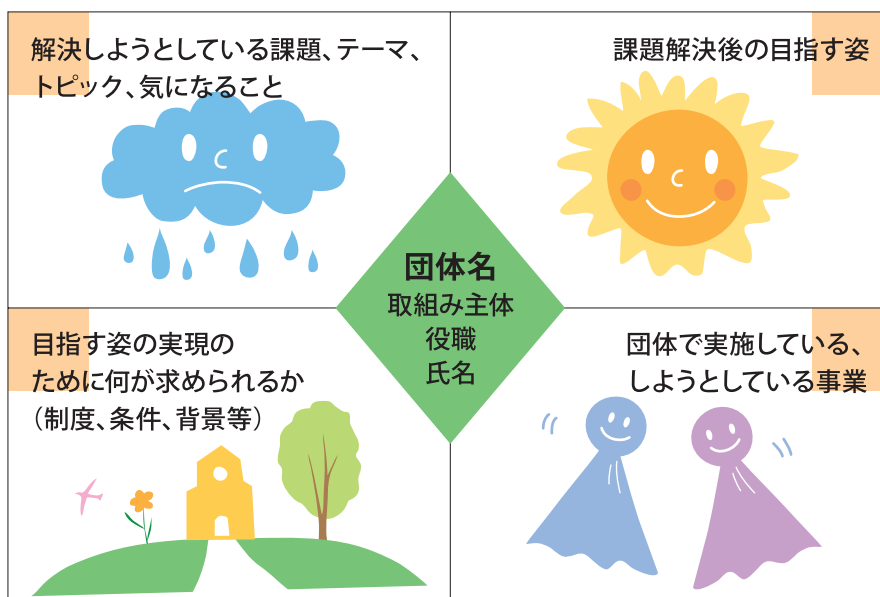 解決しようとしている課題、テーマ、
トピック、気になること
課題解決後の目指す姿
団体名
取組み主体
役職
氏名
目指す姿の実現の
ために何が求められるか
（制度、条件、背景等）
団体で実施している、
しようとしている事業